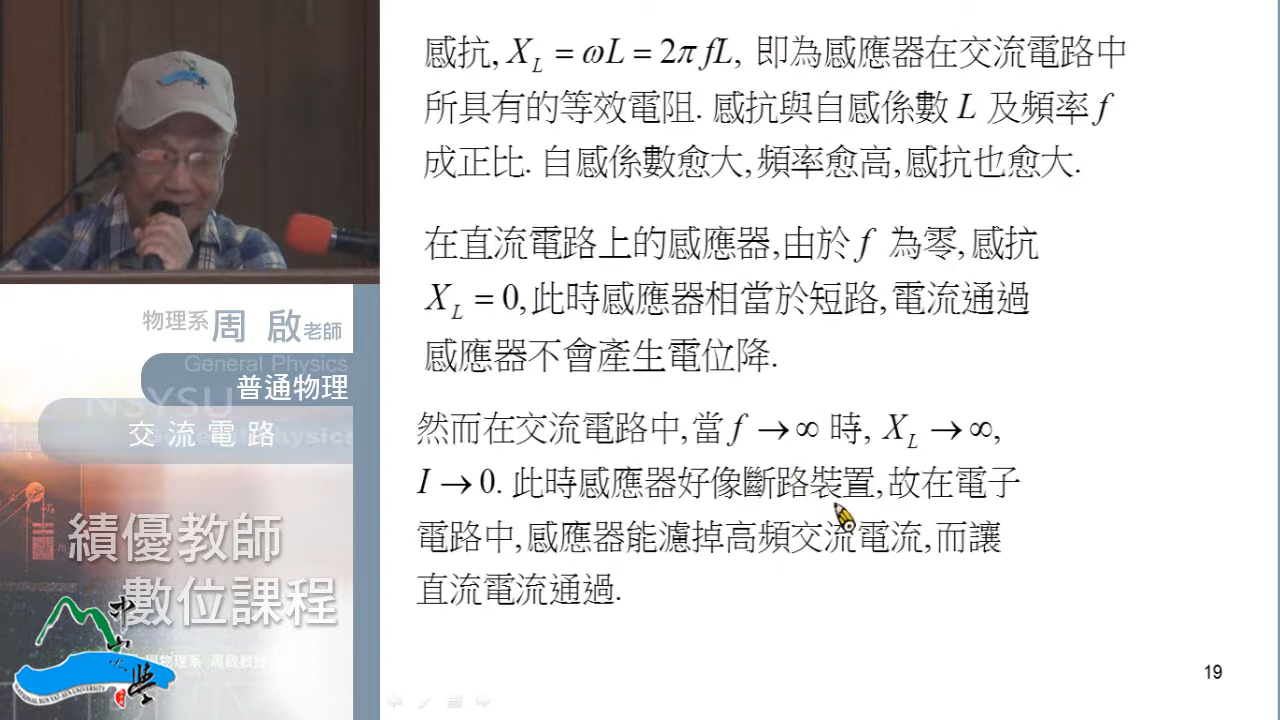 感抗, X_L = ωL = 2π fL, 即為感應器在交流電路中
所具有的等效電阻. 感抗與自感係數 L 及頻率 f
成正比. 自感係數愈大, 頻率愈高, 感抗也愈大.
在直流電路上的感應器, 由於 f 為零, 感抗
X_L = 0, 此時感應器相當於短路, 電流通過
感應器不會產生電位降.
然而在交流電路中, 當 f → ∞ 時, X_L → ∞,
I → 0. 此時感應器好像斷路裝置, 故在電子
電路中, 感應器能濾掉高頻交流電流, 而讓
直流電流通過.
19
物理系 周 啟 老師
General Physics
普通物理
NSYSU
交流電路
績優教師
數位課程